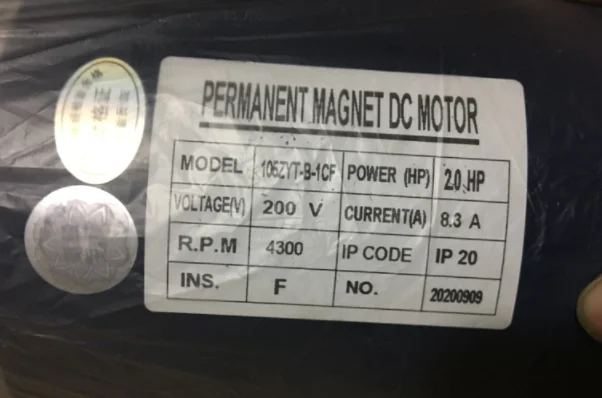 PERMANENT MAGNET DC MOTOR
MODEL 105ZYT-B-1CF POWER (HP) 2.0 HP
VOLTAGE(V) 200 V CURRENT(A) 8.3 A
R.P.M 4300 IP CODE IP 20
INS. F NO. 20200909